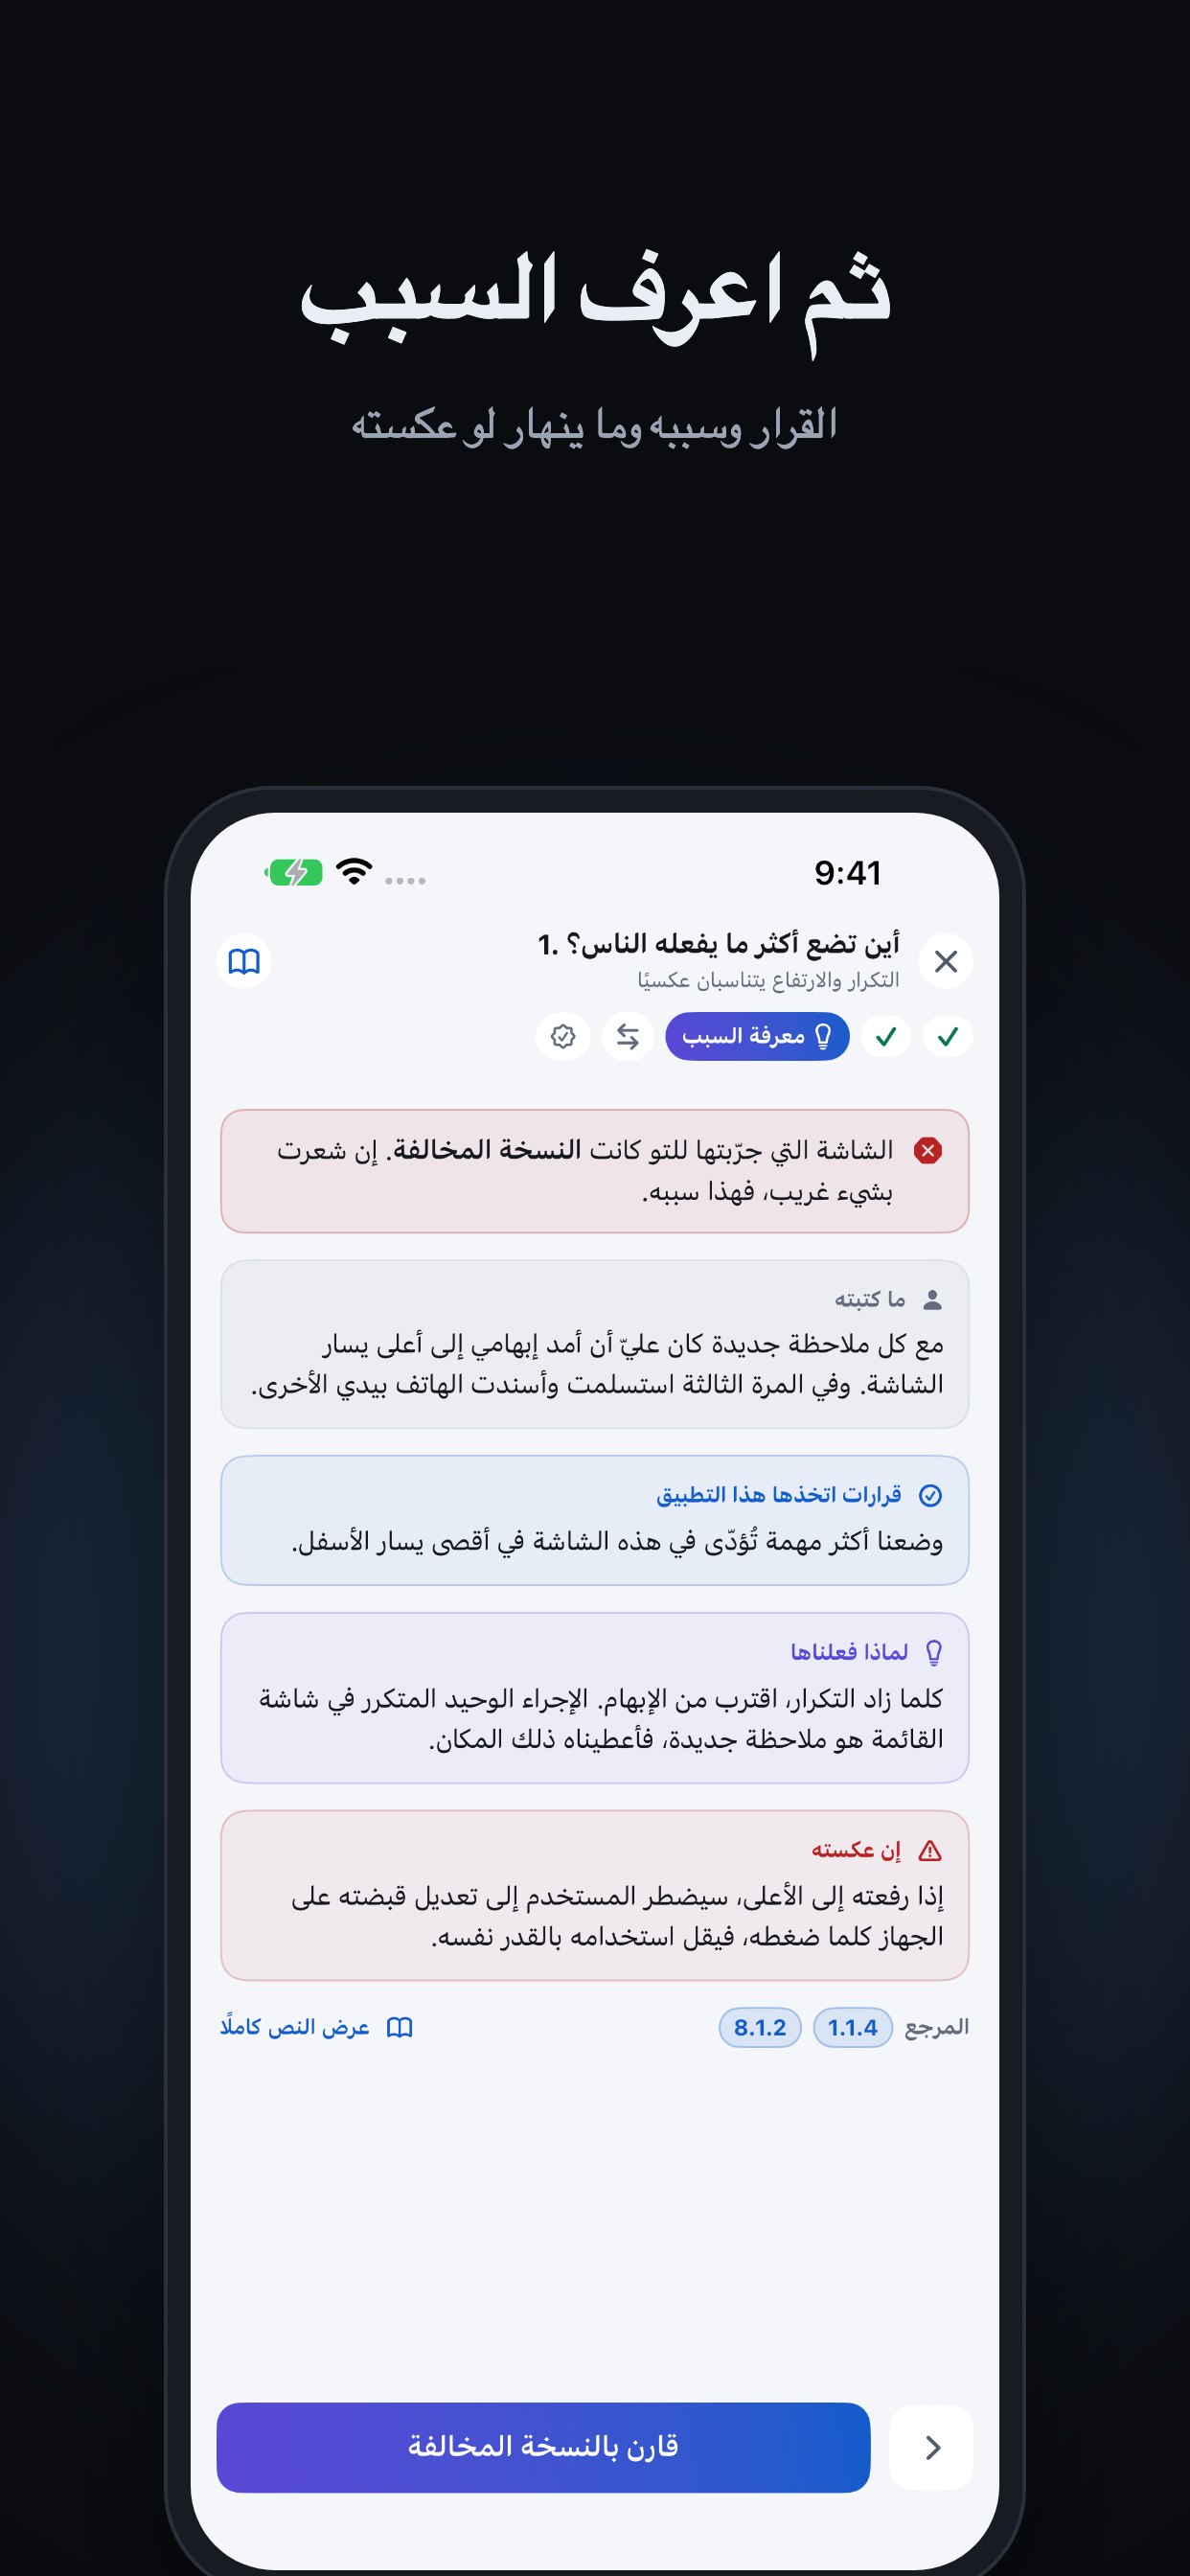 ثم اعرف السبب
القرار وسببه وما ينهار لو عكسته
9:41
أين تضع أكثر ما يفعله الناس؟ .1
التكرار والارتفاع يتناسبان عكسيًا
معرفة السبب
الشاشة التي جرّبتها للتو كانت النسخة المخالفة. إن شعرت
بشيء غريب، فهذا سببه.
ما كتبته
مع كل ملاحظة جديدة كان عليّ أن أمد إبهامي إلى أعلى يسار
الشاشة. وفي المرة الثالثة استسلمت وأسندت الهاتف بيدي الأخرى.
قرارات اتخذها هذا التطبيق
وضعنا أكثر مهمة تُؤدّى في هذه الشاشة في أقصى يسار الأسفل.
لماذا فعلناها
كلما زاد التكرار، اقترب من الإبهام. الإجراء الوحيد المتكرر في شاشة
القائمة هو ملاحظة جديدة، فأعطيناه ذلك المكان.
إن عكسته
إذا رفعته إلى الأعلى، سيضطر المستخدم إلى تعديل قبضته على
الجهاز كلما ضغطه، فيقل استخدامه بالقدر نفسه.
المرجع 1.1.4 8.1.2 عرض النص كاملًا
قارن بالنسخة المخالفة